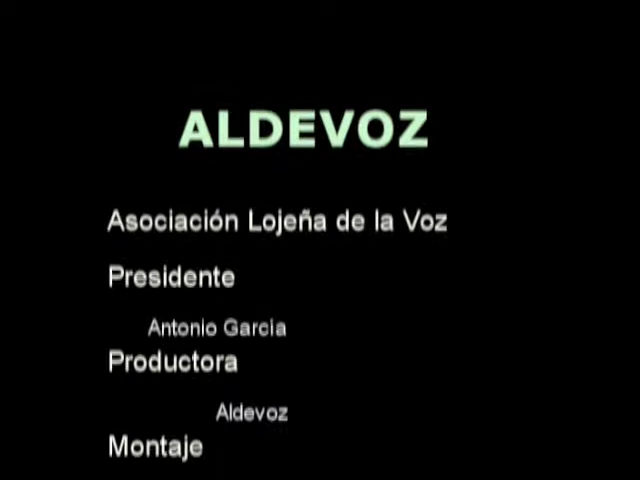 ALDEVOZ
Asociación Lojeña de la Voz
Presidente
Antonio Garcia
Productora
Aldevoz
Montaje